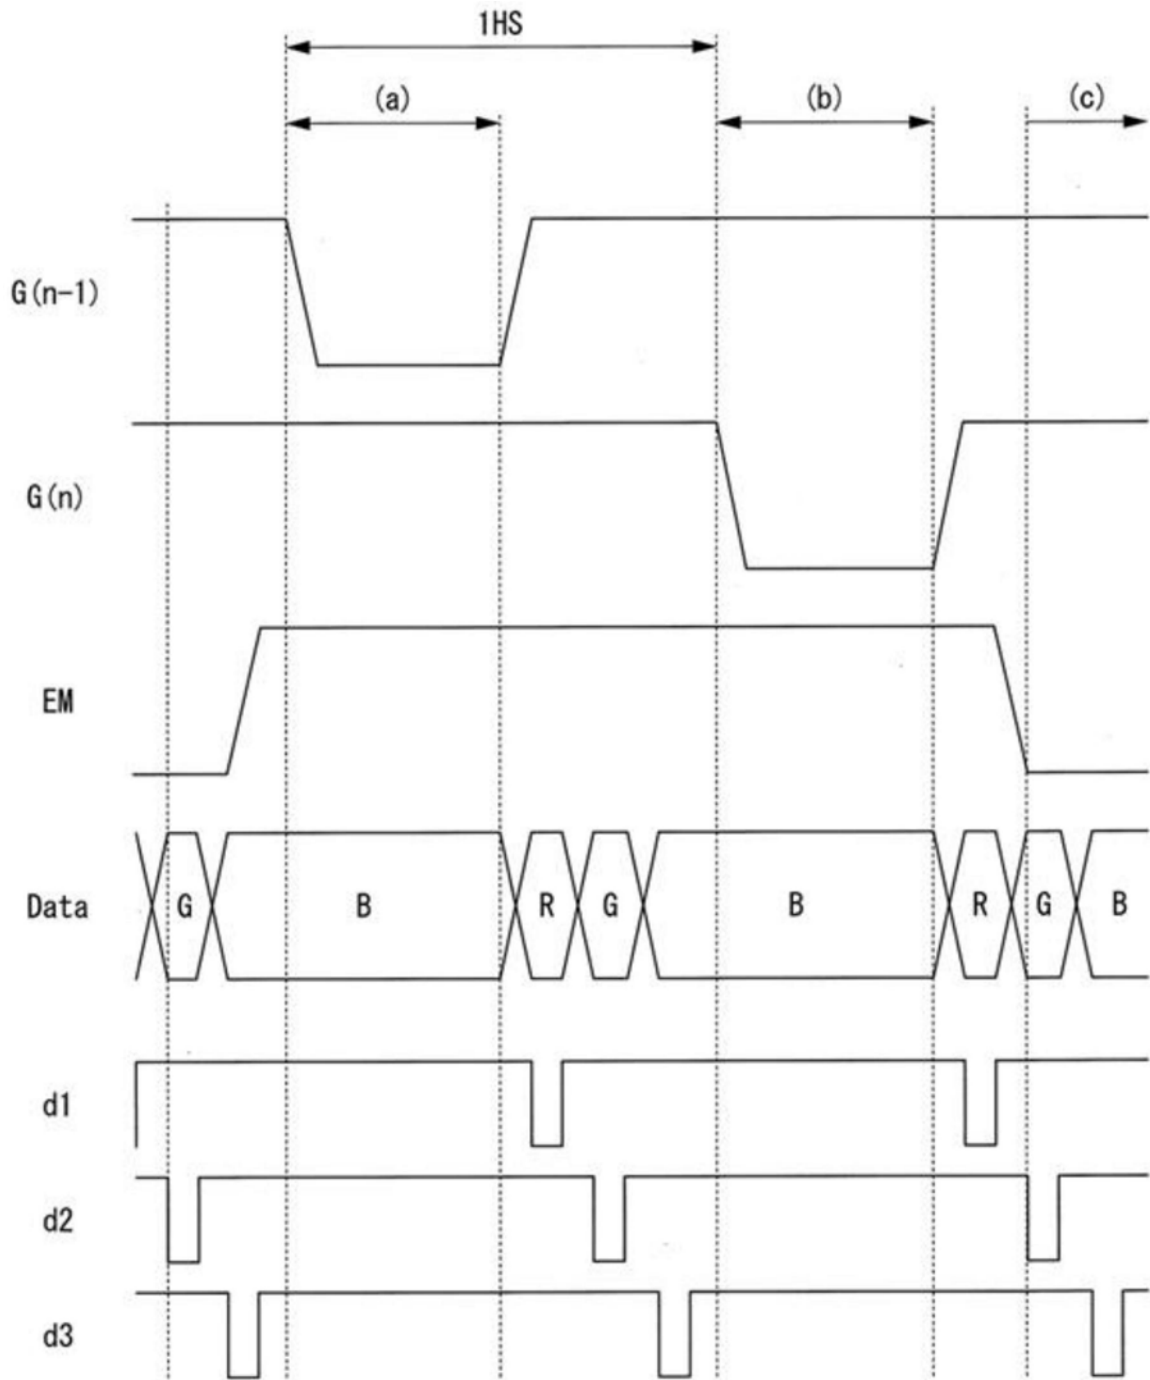 1HS
(a) (b) (c)
G(n-1)
G(n)
EM
Data G B R G B R G B
d1
d2
d3